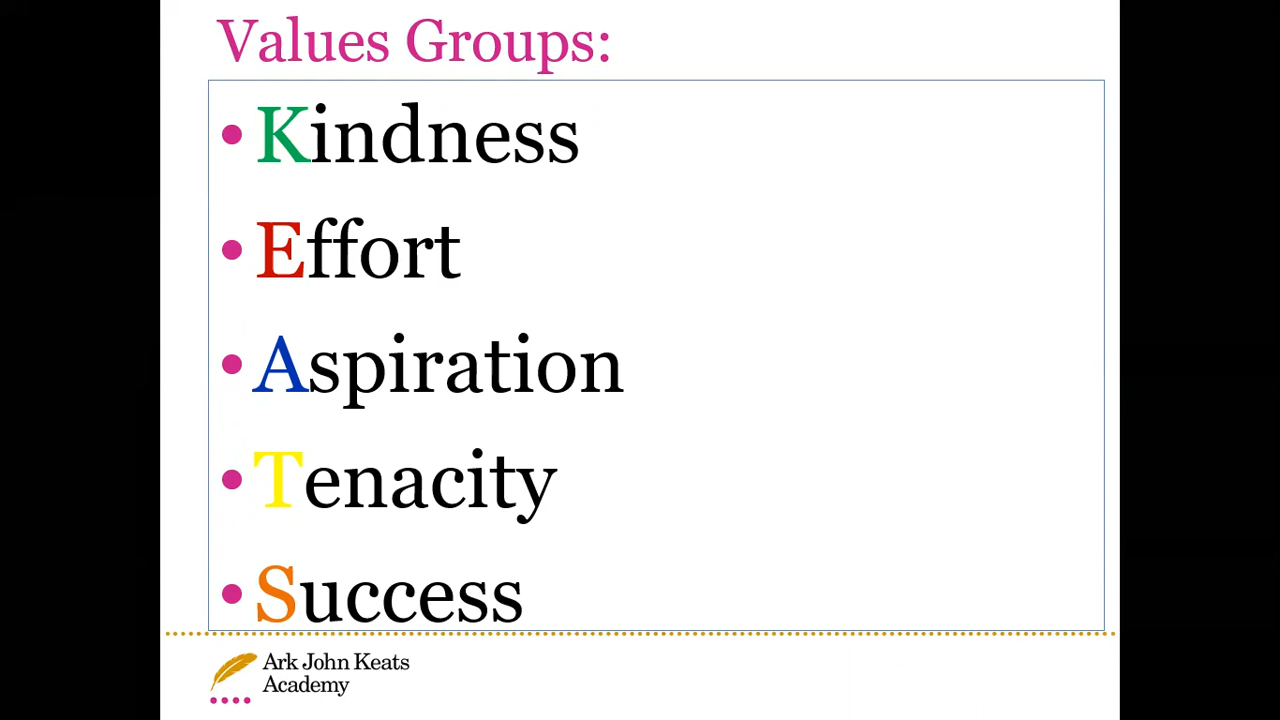 Values Groups:
• Kindness
• Effort
• Aspiration
• Tenacity
• Success
Ark John Keats
Academy